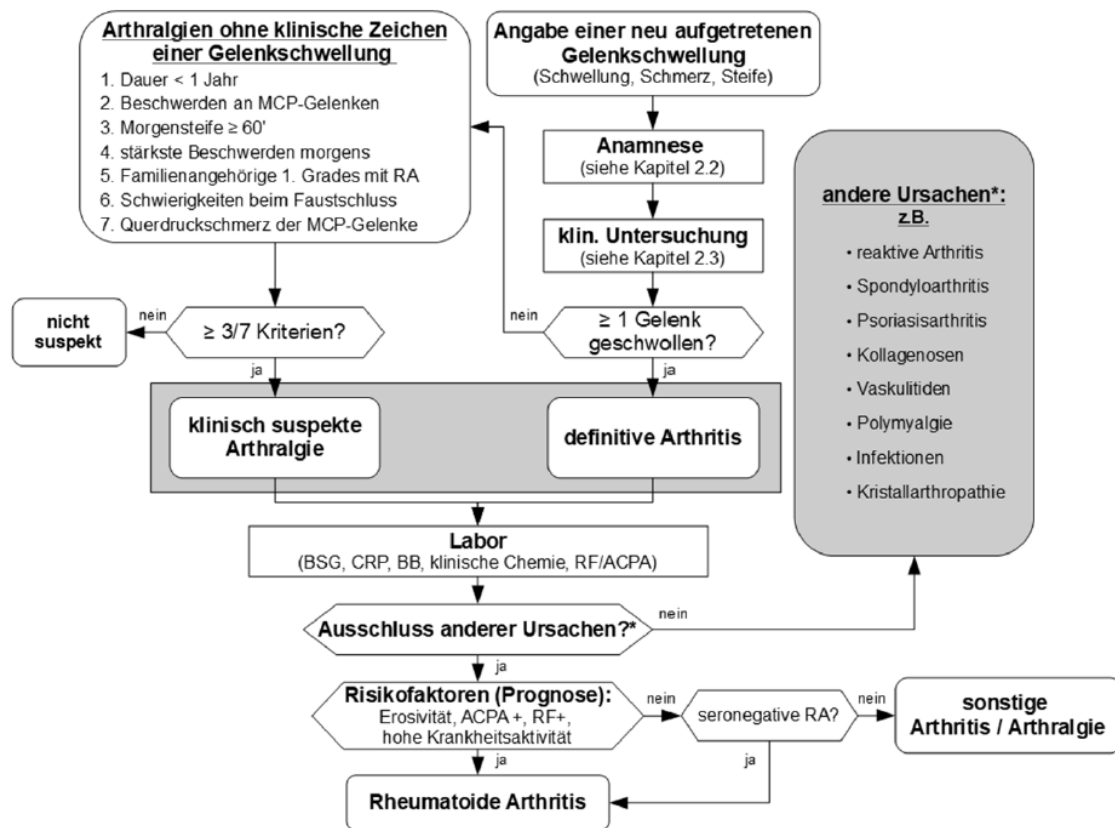 Arthralgien ohne klinische Zeichen
einer Gelenkschwellung
1. Dauer < 1 Jahr
2. Beschwerden an MCP-Gelenken
3. Morgensteife ≥ 60'
4. stärkste Beschwerden morgens
5. Familienangehörige 1. Grades mit RA
6. Schwierigkeiten beim Faustschluss
7. Querdruckschmerz der MCP-Gelenke
Angabe einer neu aufgetretenen
Gelenkschwellung
(Schwellung, Schmerz, Steife)
Anamnese
(siehe Kapitel 2.2)
klin. Untersuchung
(siehe Kapitel 2.3)
andere Ursachen*:
z.B.
• reaktive Arthritis
• Spondyloarthritis
• Psoriasisarthritis
• Kollagenosen
• Vaskulitiden
• Polymyalgie
• Infektionen
• Kristallarthropathie
nicht
suspekt
nein
≥ 3/7 Kriterien?
nein
≥ 1 Gelenk
geschwollen?
ja
ja
klinisch suspekte
Arthralgie
definitive Arthritis
Labor
(BSG, CRP, BB, klinische Chemie, RF/ACPA)
Ausschluss anderer Ursachen?*
nein
ja
Risikofaktoren (Prognose):
Erosivität, ACPA +, RF+,
hohe Krankheitsaktivität
nein
seronegative RA?
nein
sonstige
Arthritis / Arthralgie
ja
ja
Rheumatoide Arthritis